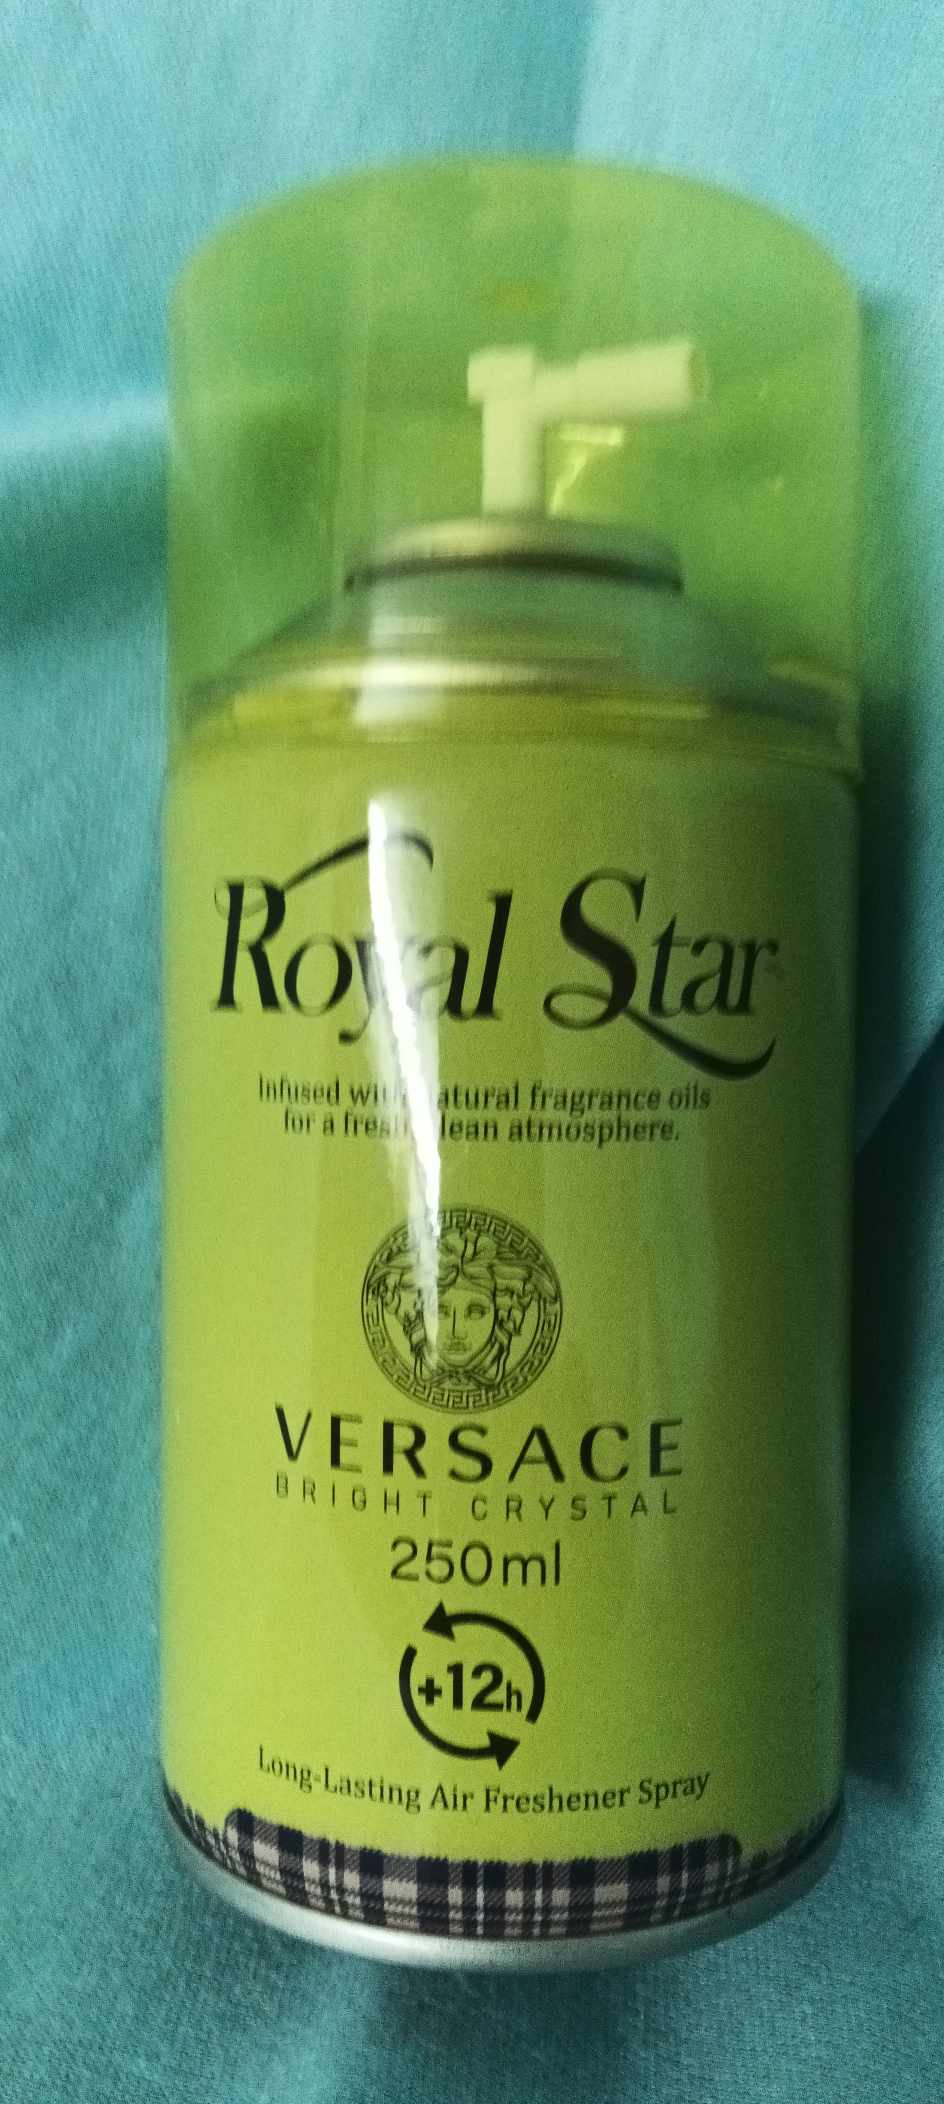 Royal Star
Infused with natural fragrance oils
for a fresh, clean atmosphere.
VERSACE
BRIGHT CRYSTAL
250ml
+12h
Long-Lasting Air Freshener Spray